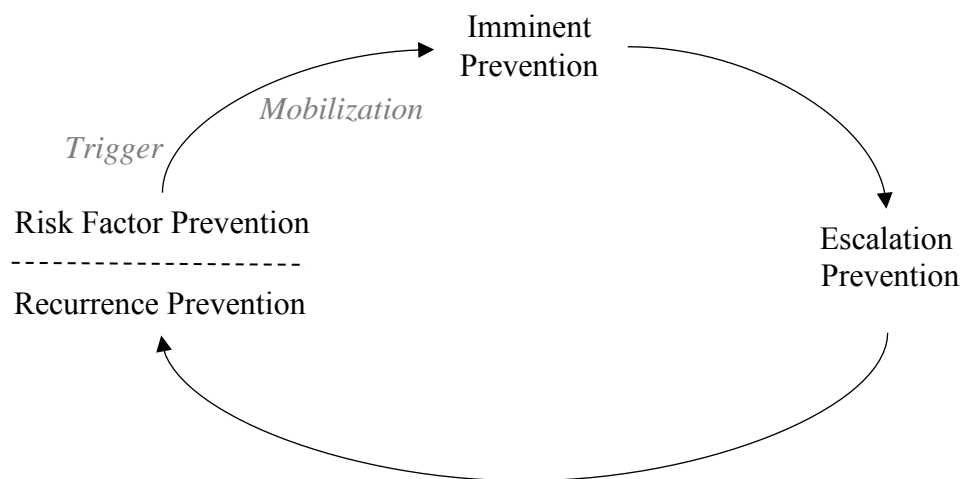 Imminent
Prevention
Mobilization
Trigger
Risk Factor Prevention
Escalation
Prevention
Recurrence Prevention